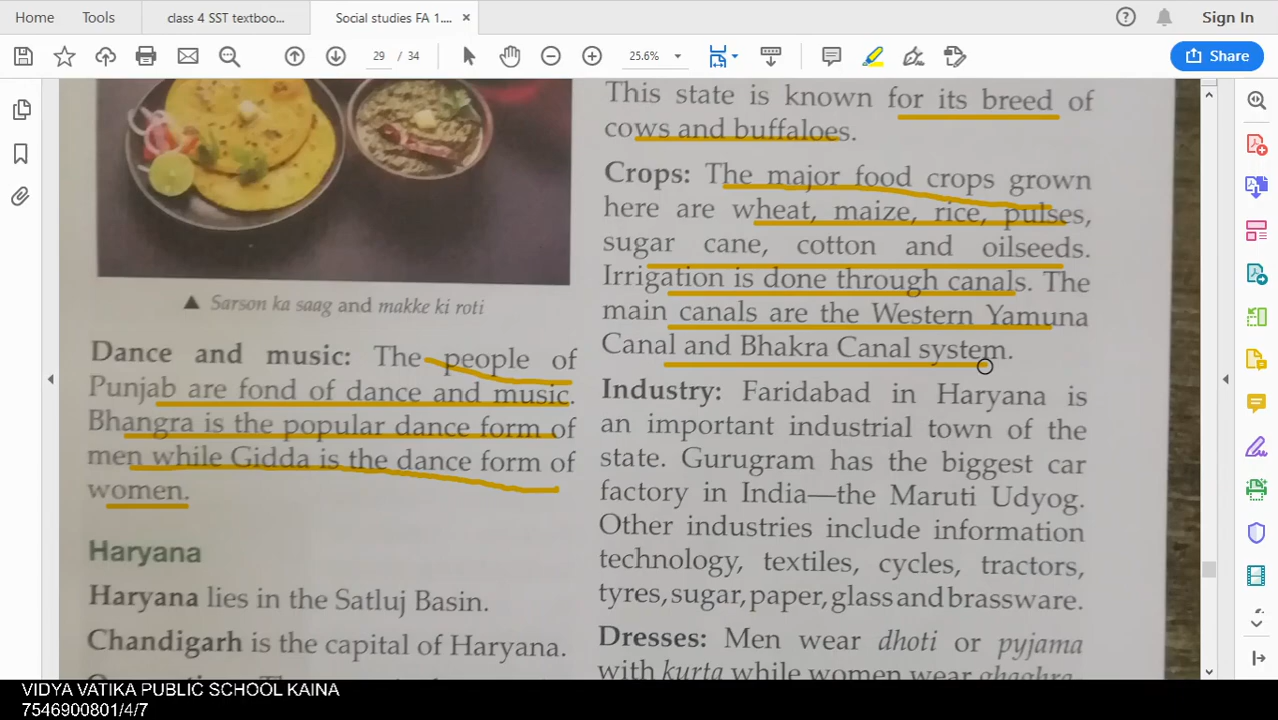 Home
Tools
class 4 SST textboo...
Social studies FA 1....
×
Sign In
29 / 34
25.6%
Share
▲ Sarson ka saag and makke ki roti
Dance and music: The people of
Punjab are fond of dance and music.
Bhangra is the popular dance form of
men while Gidda is the dance form of
women.
Haryana
Haryana lies in the Satluj Basin.
Chandigarh is the capital of Haryana.
This state is known for its breed of
cows and buffaloes.
Crops: The major food crops grown
here are wheat, maize, rice, pulses,
sugar cane, cotton and oilseeds.
Irrigation is done through canals. The
main canals are the Western Yamuna
Canal and Bhakra Canal system.
Industry: Faridabad in Haryana is
an important industrial town of the
state. Gurugram has the biggest car
factory in India—the Maruti Udyog.
Other industries include information
technology, textiles, cycles, tractors,
tyres, sugar, paper, glass and brassware.
Dresses: Men wear dhoti or pyjama
with kurta while women wear ghaghra,
VIDYA VATIKA PUBLIC SCHOOL KAINA
7546900801/4/7